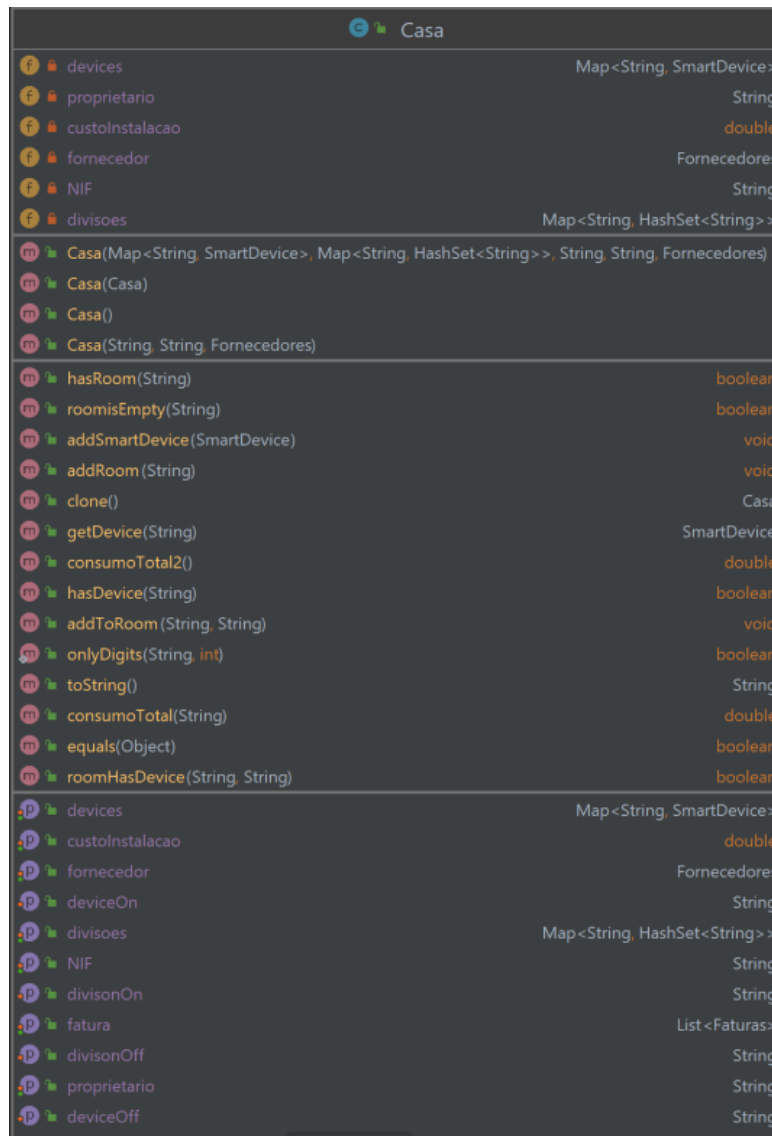 Casa
devices Map<String, SmartDevice>
proprietario String
custoInstalacao double
fornecedor Fornecedores
NIF String
divisoes Map<String, HashSet<String>>
Casa(Map<String, SmartDevice>, Map<String, HashSet<String>>, String, String, Fornecedores)
Casa(Casa)
Casa()
Casa(String, String, Fornecedores)
hasRoom(String) boolean
roomisEmpty(String) boolean
addSmartDevice(SmartDevice) void
addRoom(String) void
clone() Casa
getDevice(String) SmartDevice
consumoTotal2() double
hasDevice(String) boolean
addToRoom(String, String) void
onlyDigits(String, int) boolean
toString() String
consumoTotal(String) double
equals(Object) boolean
roomHasDevice(String, String) boolean
devices Map<String, SmartDevice>
custoInstalacao double
fornecedor Fornecedores
deviceOn String
divisoes Map<String, HashSet<String>>
NIF String
divisonOn String
fatura List<Faturas>
divisonOff String
proprietario String
deviceOff String